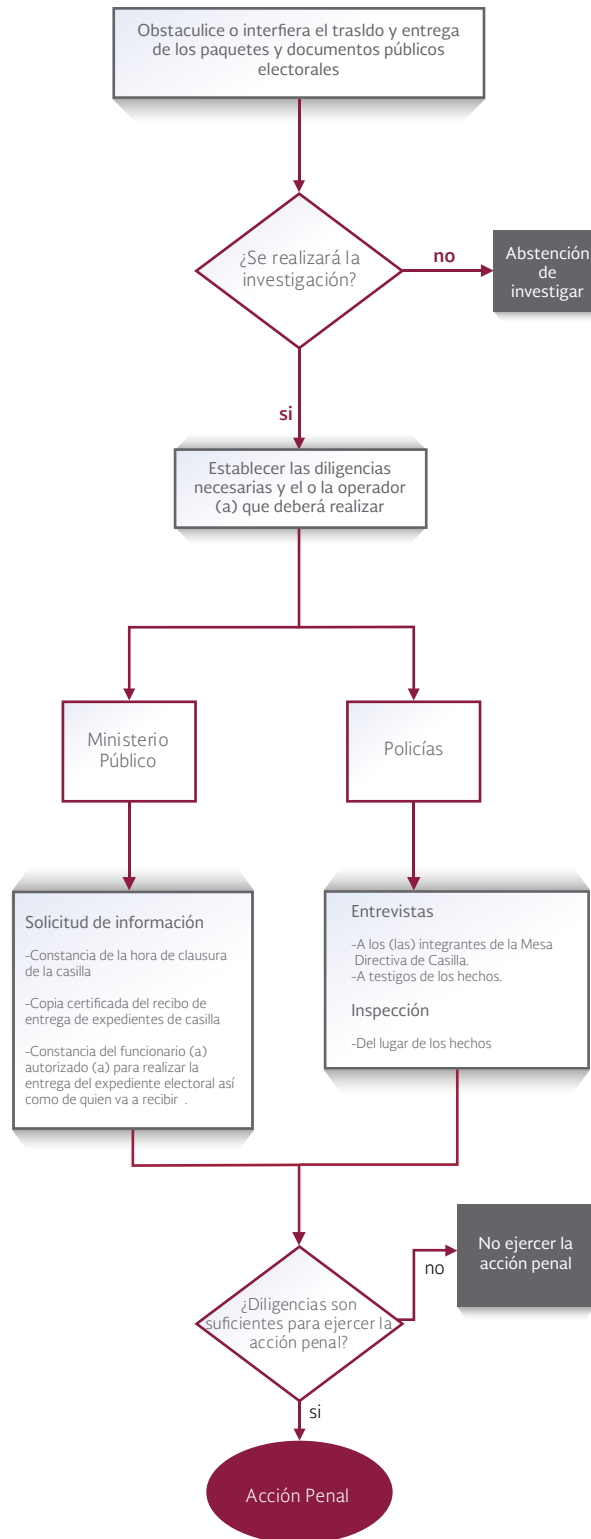 Obstaculice o interfiera el trasldo y entrega
de los paquetes y documentos públicos
electorales
¿Se realizará la
investigación?
no
Abstención
de
investigar
si
Establecer las diligencias
necesarias y el o la operador
(a) que deberá realizar
Ministerio
Público
Policías
Solicitud de información
-Constancia de la hora de clausura
de la casilla
-Copia certificada del recibo de
entrega de expedientes de casilla
-Constancia del funcionario (a)
autorizado (a) para realizar la
entrega del expediente electoral así
como de quien va a recibir .
Entrevistas
-A los (las) integrantes de la Mesa
Directiva de Casilla.
-A testigos de los hechos.
Inspección
-Del lugar de los hechos
¿Diligencias son
suficientes para ejercer la
acción penal?
no
No ejercer la
acción penal
si
Acción Penal